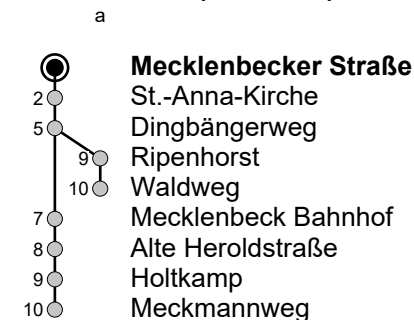 a
Mecklenbecker Straße
2 St.-Anna-Kirche
5 Dingbängerweg
9 Ripenhorst
10 Waldweg
7 Mecklenbeck Bahnhof
8 Alte Heroldstraße
9 Holtkamp
10 Meckmannweg